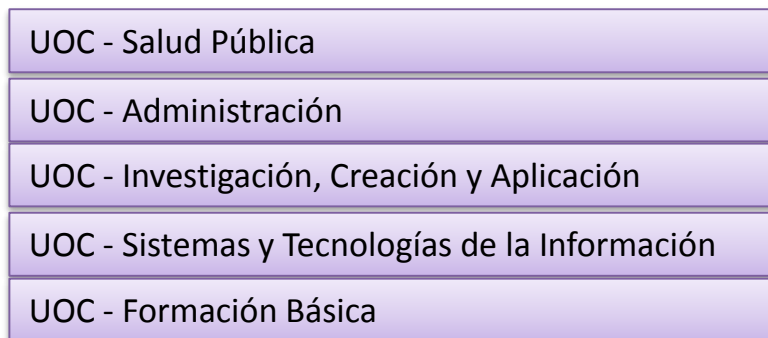 UOC - Salud Pública
UOC - Administración
UOC - Investigación, Creación y Aplicación
UOC - Sistemas y Tecnologías de la Información
UOC - Formación Básica